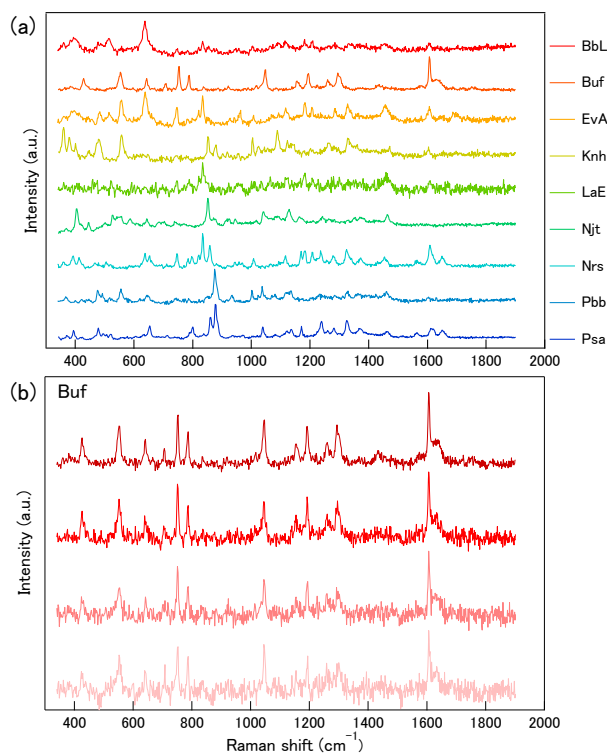 (a)
Intensity (a.u.)
BbL
Buf
EvA
Knh
LaE
Njt
Nrs
Pbb
Psa
400 600 800 1000 1200 1400 1600 1800 2000
(b) Buf
Intensity (a.u.)
400 600 800 1000 1200 1400 1600 1800 2000
Raman shift (cm⁻¹)